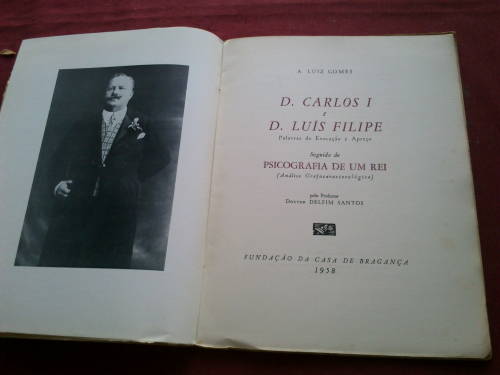 A. LUIZ GOMES
D. CARLOS I
e
D. LUÍS FILIPE
Palavras de Evocação e Apreço
Seguido de
PSICOGRAFIA DE UM REI
(Análise Grafocaracterológica)
pelo Professor
Doutor DELFIM SANTOS
FUNDAÇÃO DA CASA DE BRAGANÇA
1958